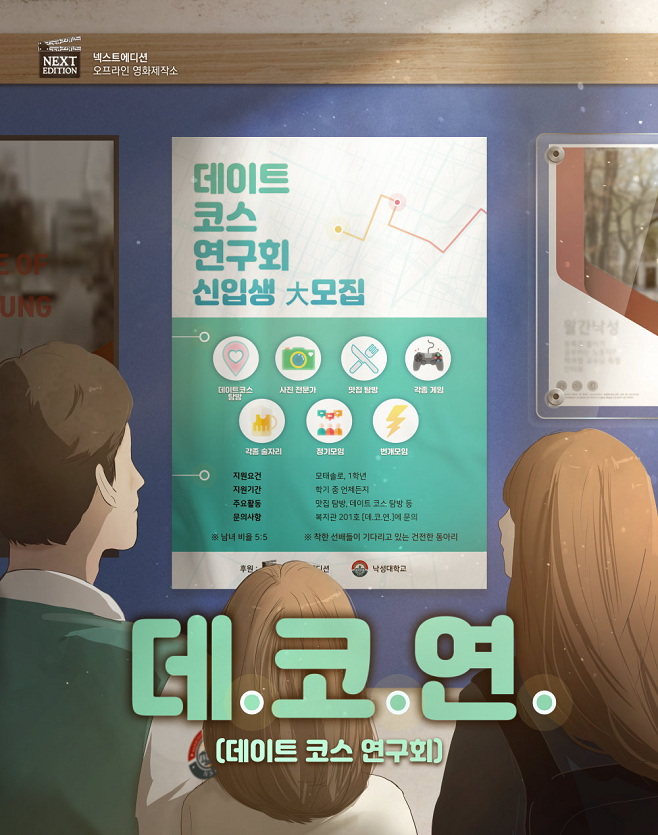 NEXT
EDITION
넥스트에디션
오프라인 영화제작소
E OF
UNG
데이트
코스
연구회
신입생 大모집
데이트코스
탐방
사진 전문가
맛집 탐방
각종 게임
각종 술자리
정기모임
번개모임
지원요건 모태솔로, 1학년
지원기간 학기 중 언제든지
주요활동 맛집 탐방, 데이트 코스 탐방 등
문의사항 복지관 201호 [데.코.연.]에 문의
※ 남녀 비율 5:5 ※ 착한 선배들이 기다리고 있는 건전한 동아리
후원 : 디션 낙성대학교
빨간낙성
데.코.연.
(데이트 코스 연구회)